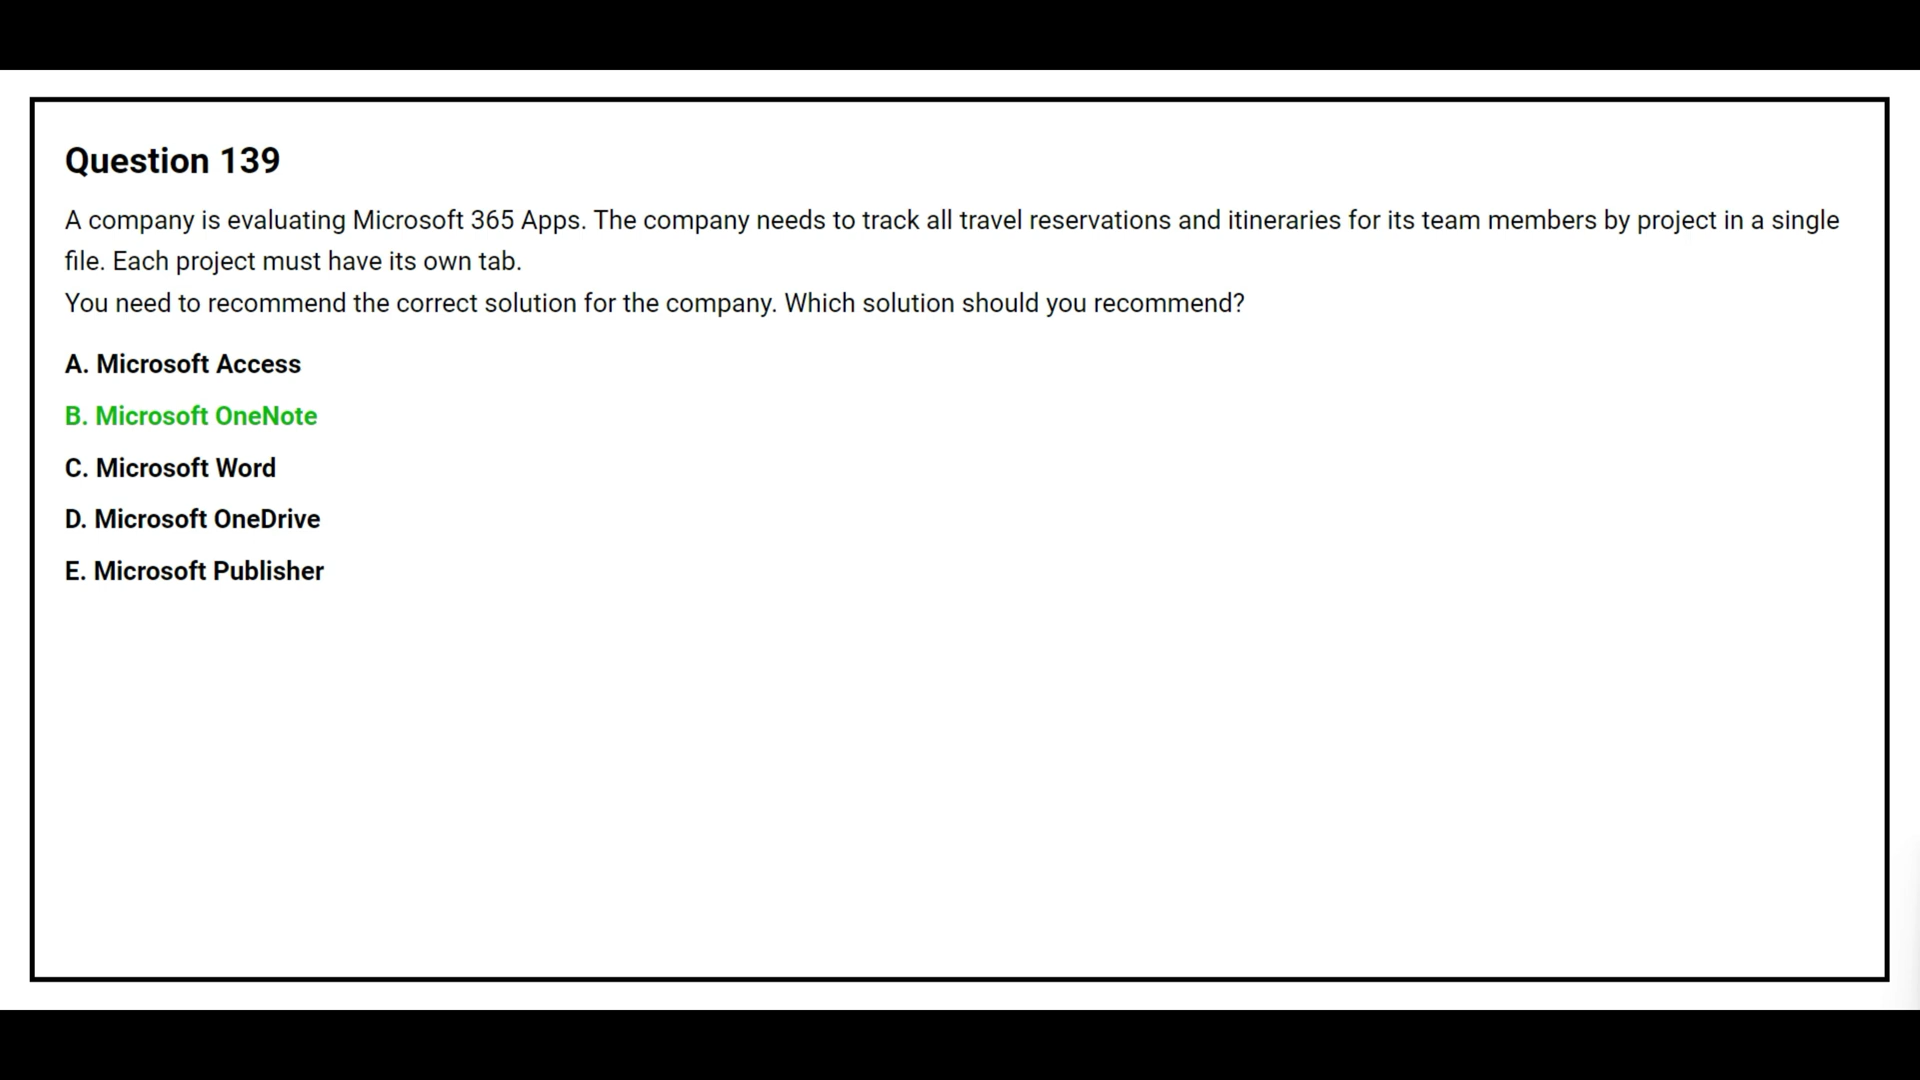 Question 139
A company is evaluating Microsoft 365 Apps. The company needs to track all travel reservations and itineraries for its team members by project in a single
file. Each project must have its own tab.
You need to recommend the correct solution for the company. Which solution should you recommend?
A. Microsoft Access
B. Microsoft OneNote
C. Microsoft Word
D. Microsoft OneDrive
E. Microsoft Publisher